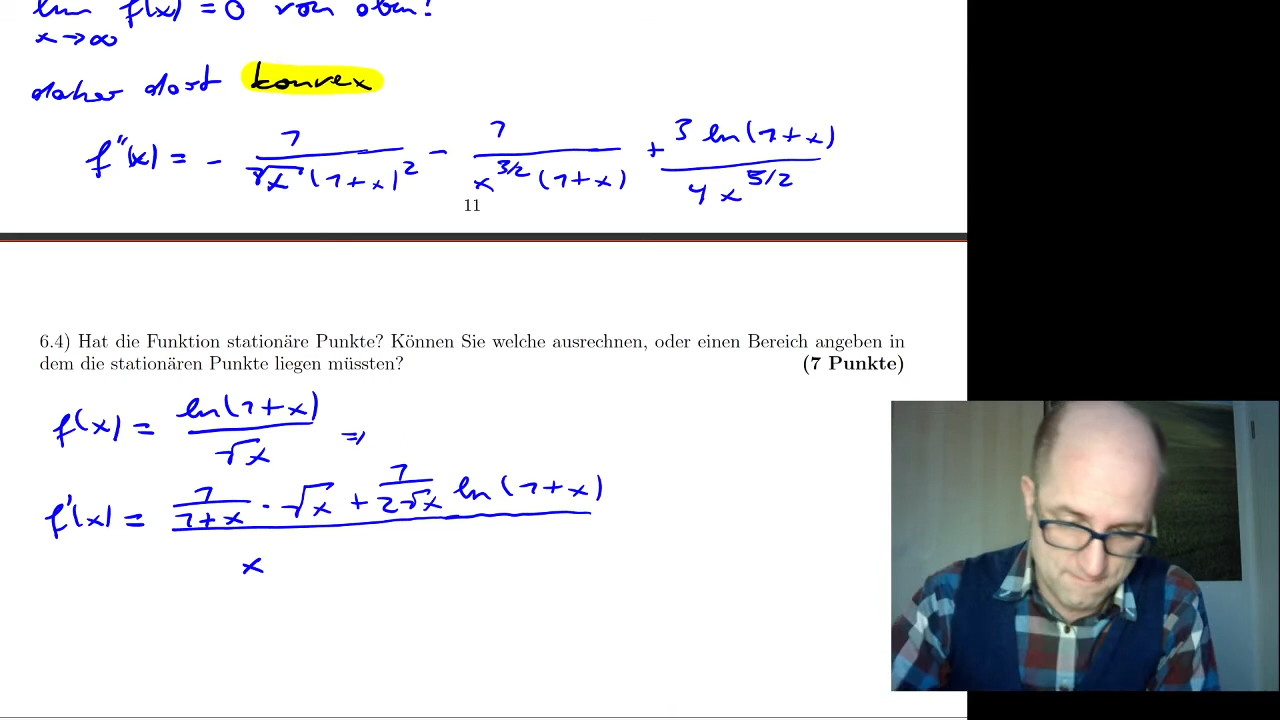 lim f(x) = 0 von oben!
x→∞
daher dort konvex
f''(x) = - 1/(√x (1+x)²) - 1/(x^{3/2} (1+x)) + 3 ln(1+x)/(4 x^{5/2})
11
6.4) Hat die Funktion stationäre Punkte? Können Sie welche ausrechnen, oder einen Bereich angeben in
dem die stationären Punkte liegen müssten? (7 Punkte)
f(x) = ln(1+x)/√x ⇒
f'(x) = (1/(1+x) · √x + 1/(2√x) ln(1+x))/x